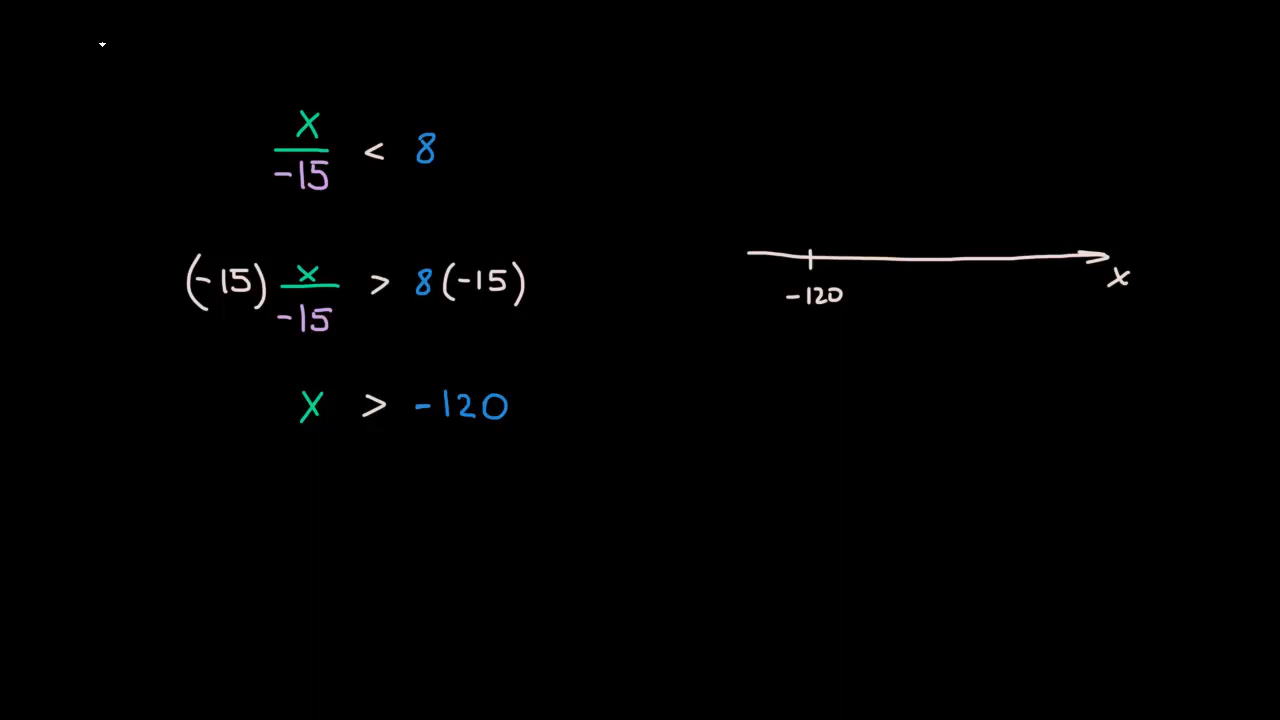 x/-15 < 8
(-15) x/-15 > 8(-15)
x > -120
-120
x